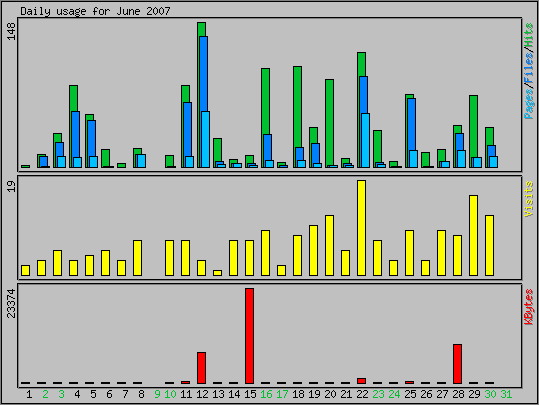 Daily usage for June 2007
148
Pages/Files/Hits
19
Visits
23374
KBytes
1 2 3 4 5 6 7 8 9 10 11 12 13 14 15 16 17 18 19 20 21 22 23 24 25 26 27 28 29 30 31